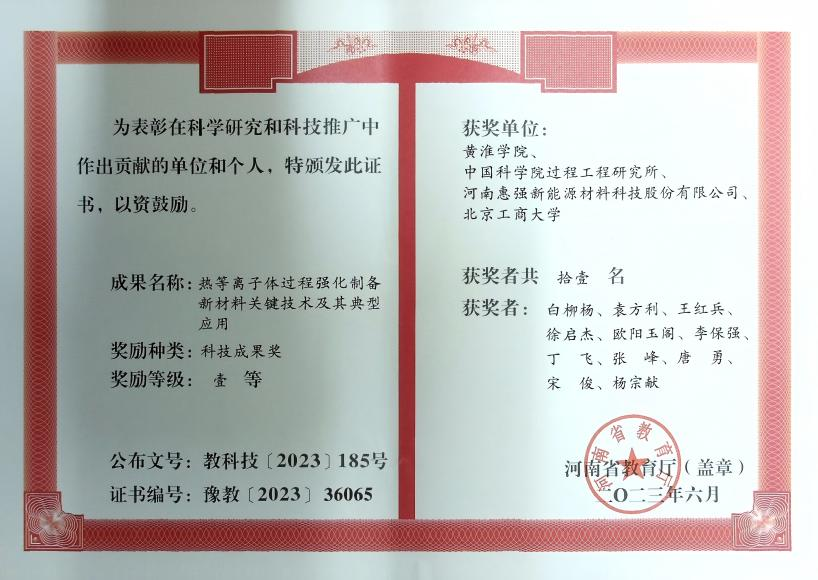 为表彰在科学研究和科技推广中
作出贡献的单位和个人，特颁发此证
书，以资鼓励。
成果名称：热等离子体过程强化制备
新材料关键技术及其典型
应用
奖励种类：科技成果奖
奖励等级： 壹 等
公布文号：教科技〔2023〕185号
证书编号：豫教〔2023〕36065
获奖单位：
黄淮学院、
中国科学院过程工程研究所、
河南惠强新能源材料科技股份有限公司、
北京工商大学
获奖者共 拾壹 名
获奖者： 白柳杨、袁方利、王红兵、
徐启杰、欧阳玉阁、李保强、
丁 飞、张 峰、唐 勇、
宋 俊、杨宗献
河南省教育厅
河南省教育厅（盖章）
二〇二三年六月